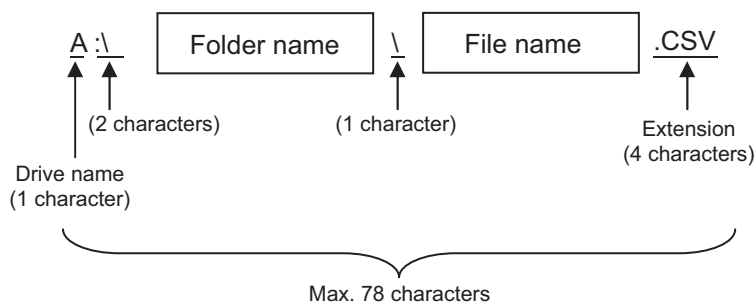 A :\ Folder name \ File name .CSV
(2 characters) (1 character) Extension
(4 characters)
Drive name
(1 character)
Max. 78 characters